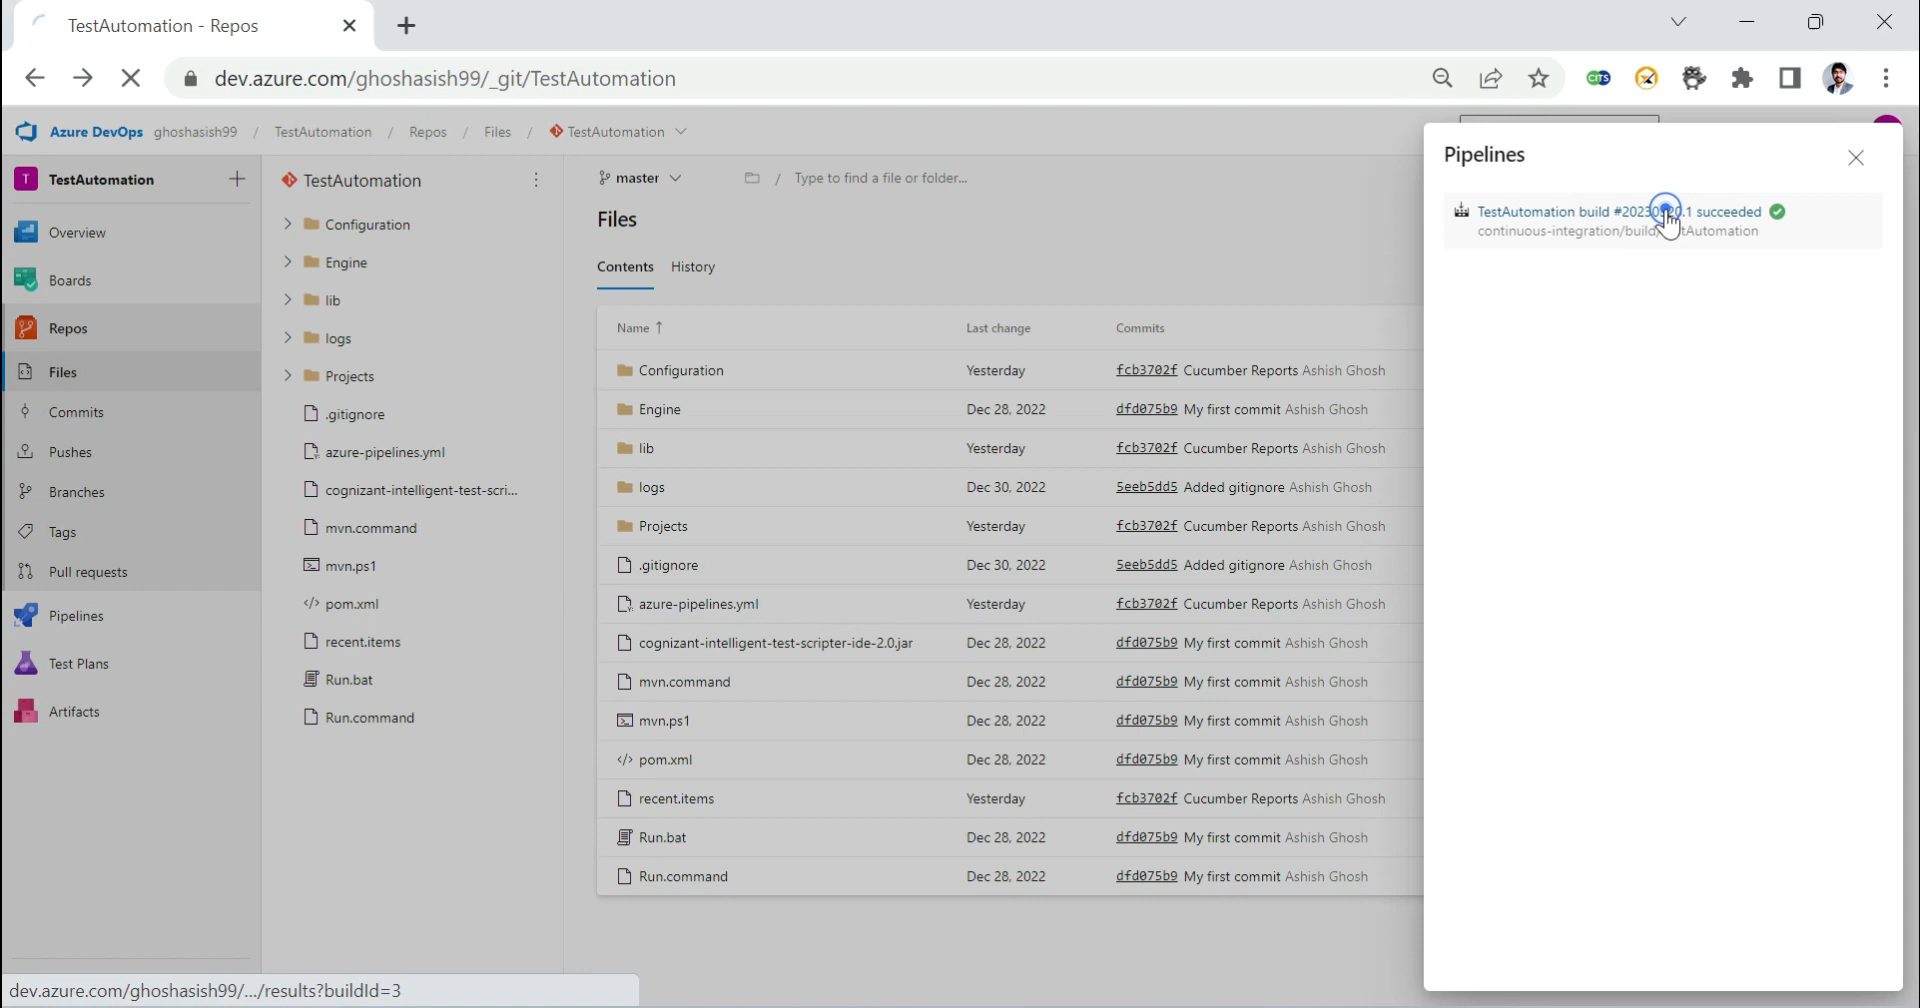 TestAutomation - Repos
dev.azure.com/ghoshasish99/_git/TestAutomation
CITS
Azure DevOps ghoshasish99 / TestAutomation / Repos / Files / TestAutomation
T TestAutomation
Overview
Boards
Repos
Files
Commits
Pushes
Branches
Tags
Pull requests
Pipelines
Test Plans
Artifacts
TestAutomation
Configuration
Engine
lib
logs
Projects
.gitignore
azure-pipelines.yml
cognizant-intelligent-test-scri...
mvn.command
mvn.ps1
pom.xml
recent.items
Run.bat
Run.command
master / Type to find a file or folder...
Files
Contents History
Name ↑ Last change Commits
Configuration Yesterday fcb3702f Cucumber Reports Ashish Ghosh
Engine Dec 28, 2022 dfd075b9 My first commit Ashish Ghosh
lib Yesterday fcb3702f Cucumber Reports Ashish Ghosh
logs Dec 30, 2022 5eeb5dd5 Added gitignore Ashish Ghosh
Projects Yesterday fcb3702f Cucumber Reports Ashish Ghosh
.gitignore Dec 30, 2022 5eeb5dd5 Added gitignore Ashish Ghosh
azure-pipelines.yml Yesterday fcb3702f Cucumber Reports Ashish Ghosh
cognizant-intelligent-test-scripter-ide-2.0.jar Dec 28, 2022 dfd075b9 My first commit Ashish Ghosh
mvn.command Dec 28, 2022 dfd075b9 My first commit Ashish Ghosh
mvn.ps1 Dec 28, 2022 dfd075b9 My first commit Ashish Ghosh
pom.xml Dec 28, 2022 dfd075b9 My first commit Ashish Ghosh
recent.items Yesterday fcb3702f Cucumber Reports Ashish Ghosh
Run.bat Dec 28, 2022 dfd075b9 My first commit Ashish Ghosh
Run.command Dec 28, 2022 dfd075b9 My first commit Ashish Ghosh
Pipelines
TestAutomation build succeeded
dev.azure.com/ghoshasish99/.../results?buildId=3